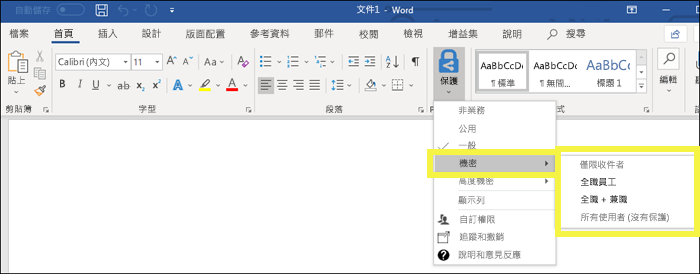 自動儲存
文件1 - Word
檔案 首頁 插入 設計 版面配置 參考資料 郵件 校閱 檢視 增益集 搜尋
貼上
Calibri (內文) 11
B I U ab x₂ x²
Aa A A
保護
AaBbCcDc AaBbCcDc AaBbC
¶ 標準 ¶ 無間... 標題 1
編輯
剪貼簿 字型 段落 式
非業務
公用
一般
機密
高度機密
顯示列
自訂權限
追蹤和撤銷
說明和意見反應
僅限收件者
全職員工
全職 + 兼職
所有使用者 (沒有保護)